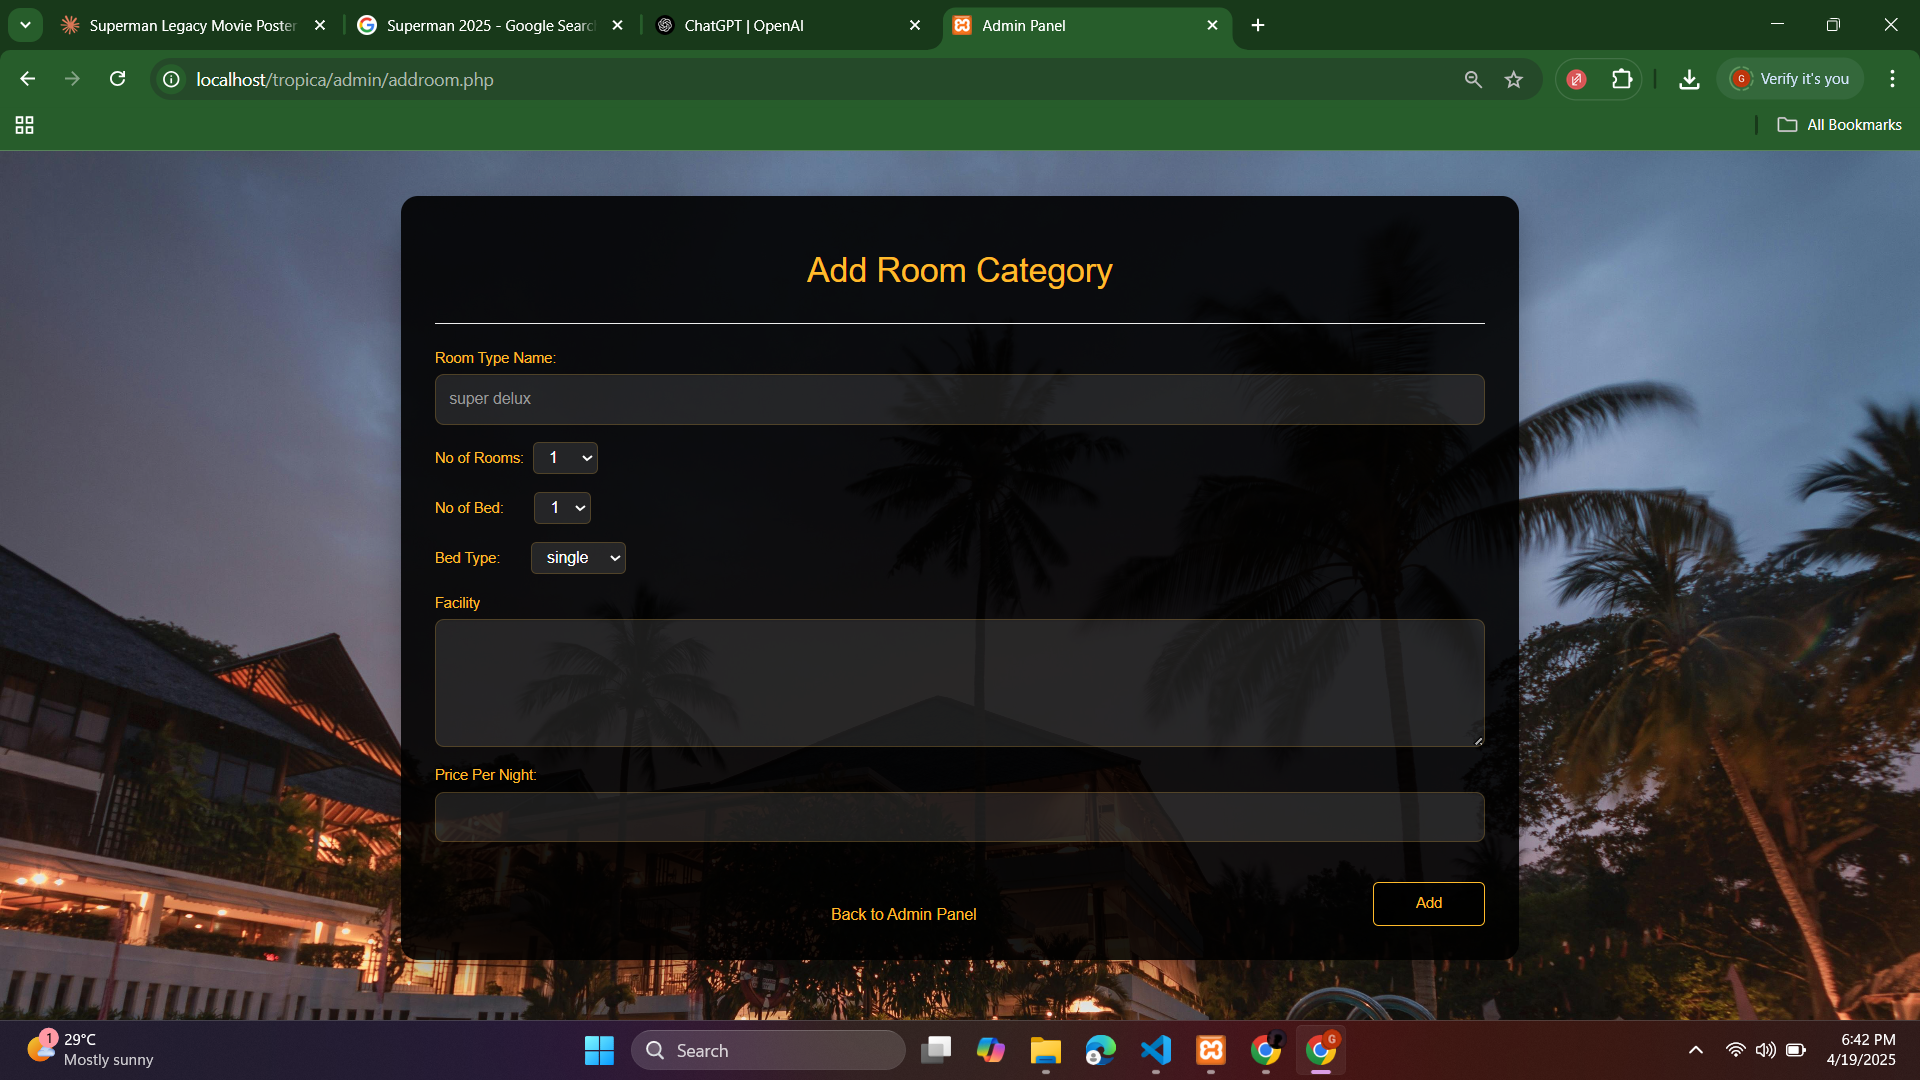 Superman Legacy Movie Poster
Superman 2025 - Google Searc
ChatGPT | OpenAI
Admin Panel
localhost/tropica/admin/addroom.php
G
Verify it's you
All Bookmarks
Add Room Category
Room Type Name:
super delux
No of Rooms: 1
No of Bed: 1
Bed Type: single
Facility
Price Per Night:
Back to Admin Panel
Add
1
29°C
Mostly sunny
Search
G
6:42 PM
4/19/2025